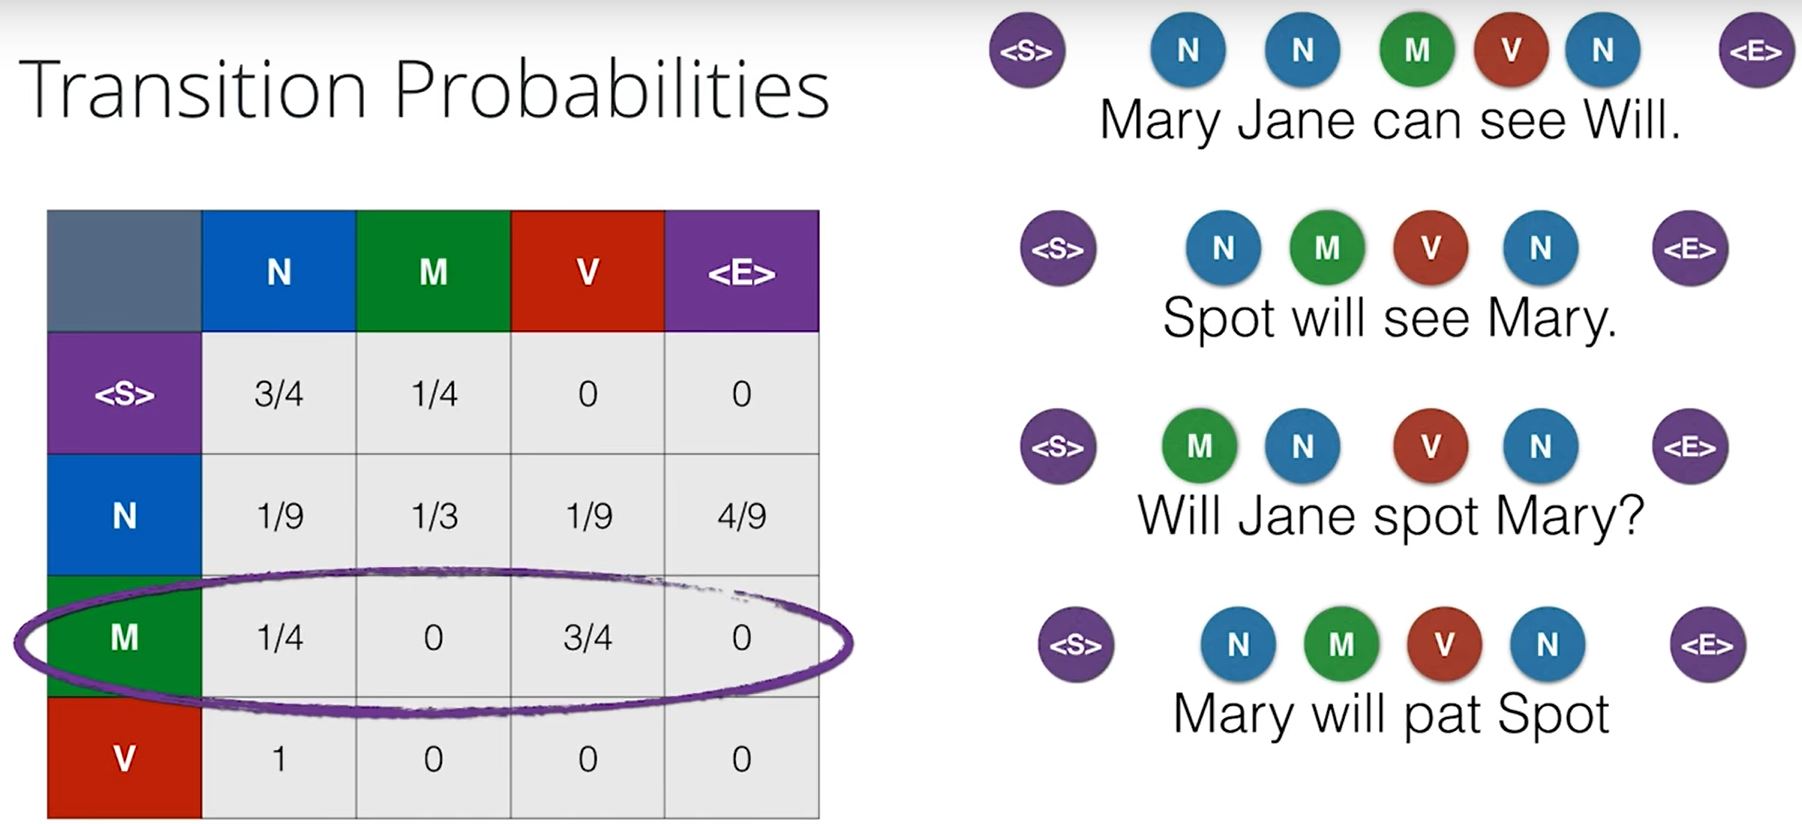 Transition Probabilities
N M V <E>
<S> 3/4 1/4 0 0
N 1/9 1/3 1/9 4/9
M 1/4 0 3/4 0
V 1 0 0 0
<S> N N M V N <E>
Mary Jane can see Will.
<S> N M V N <E>
Spot will see Mary.
<S> M N V N <E>
Will Jane spot Mary?
<S> N M V N <E>
Mary will pat Spot